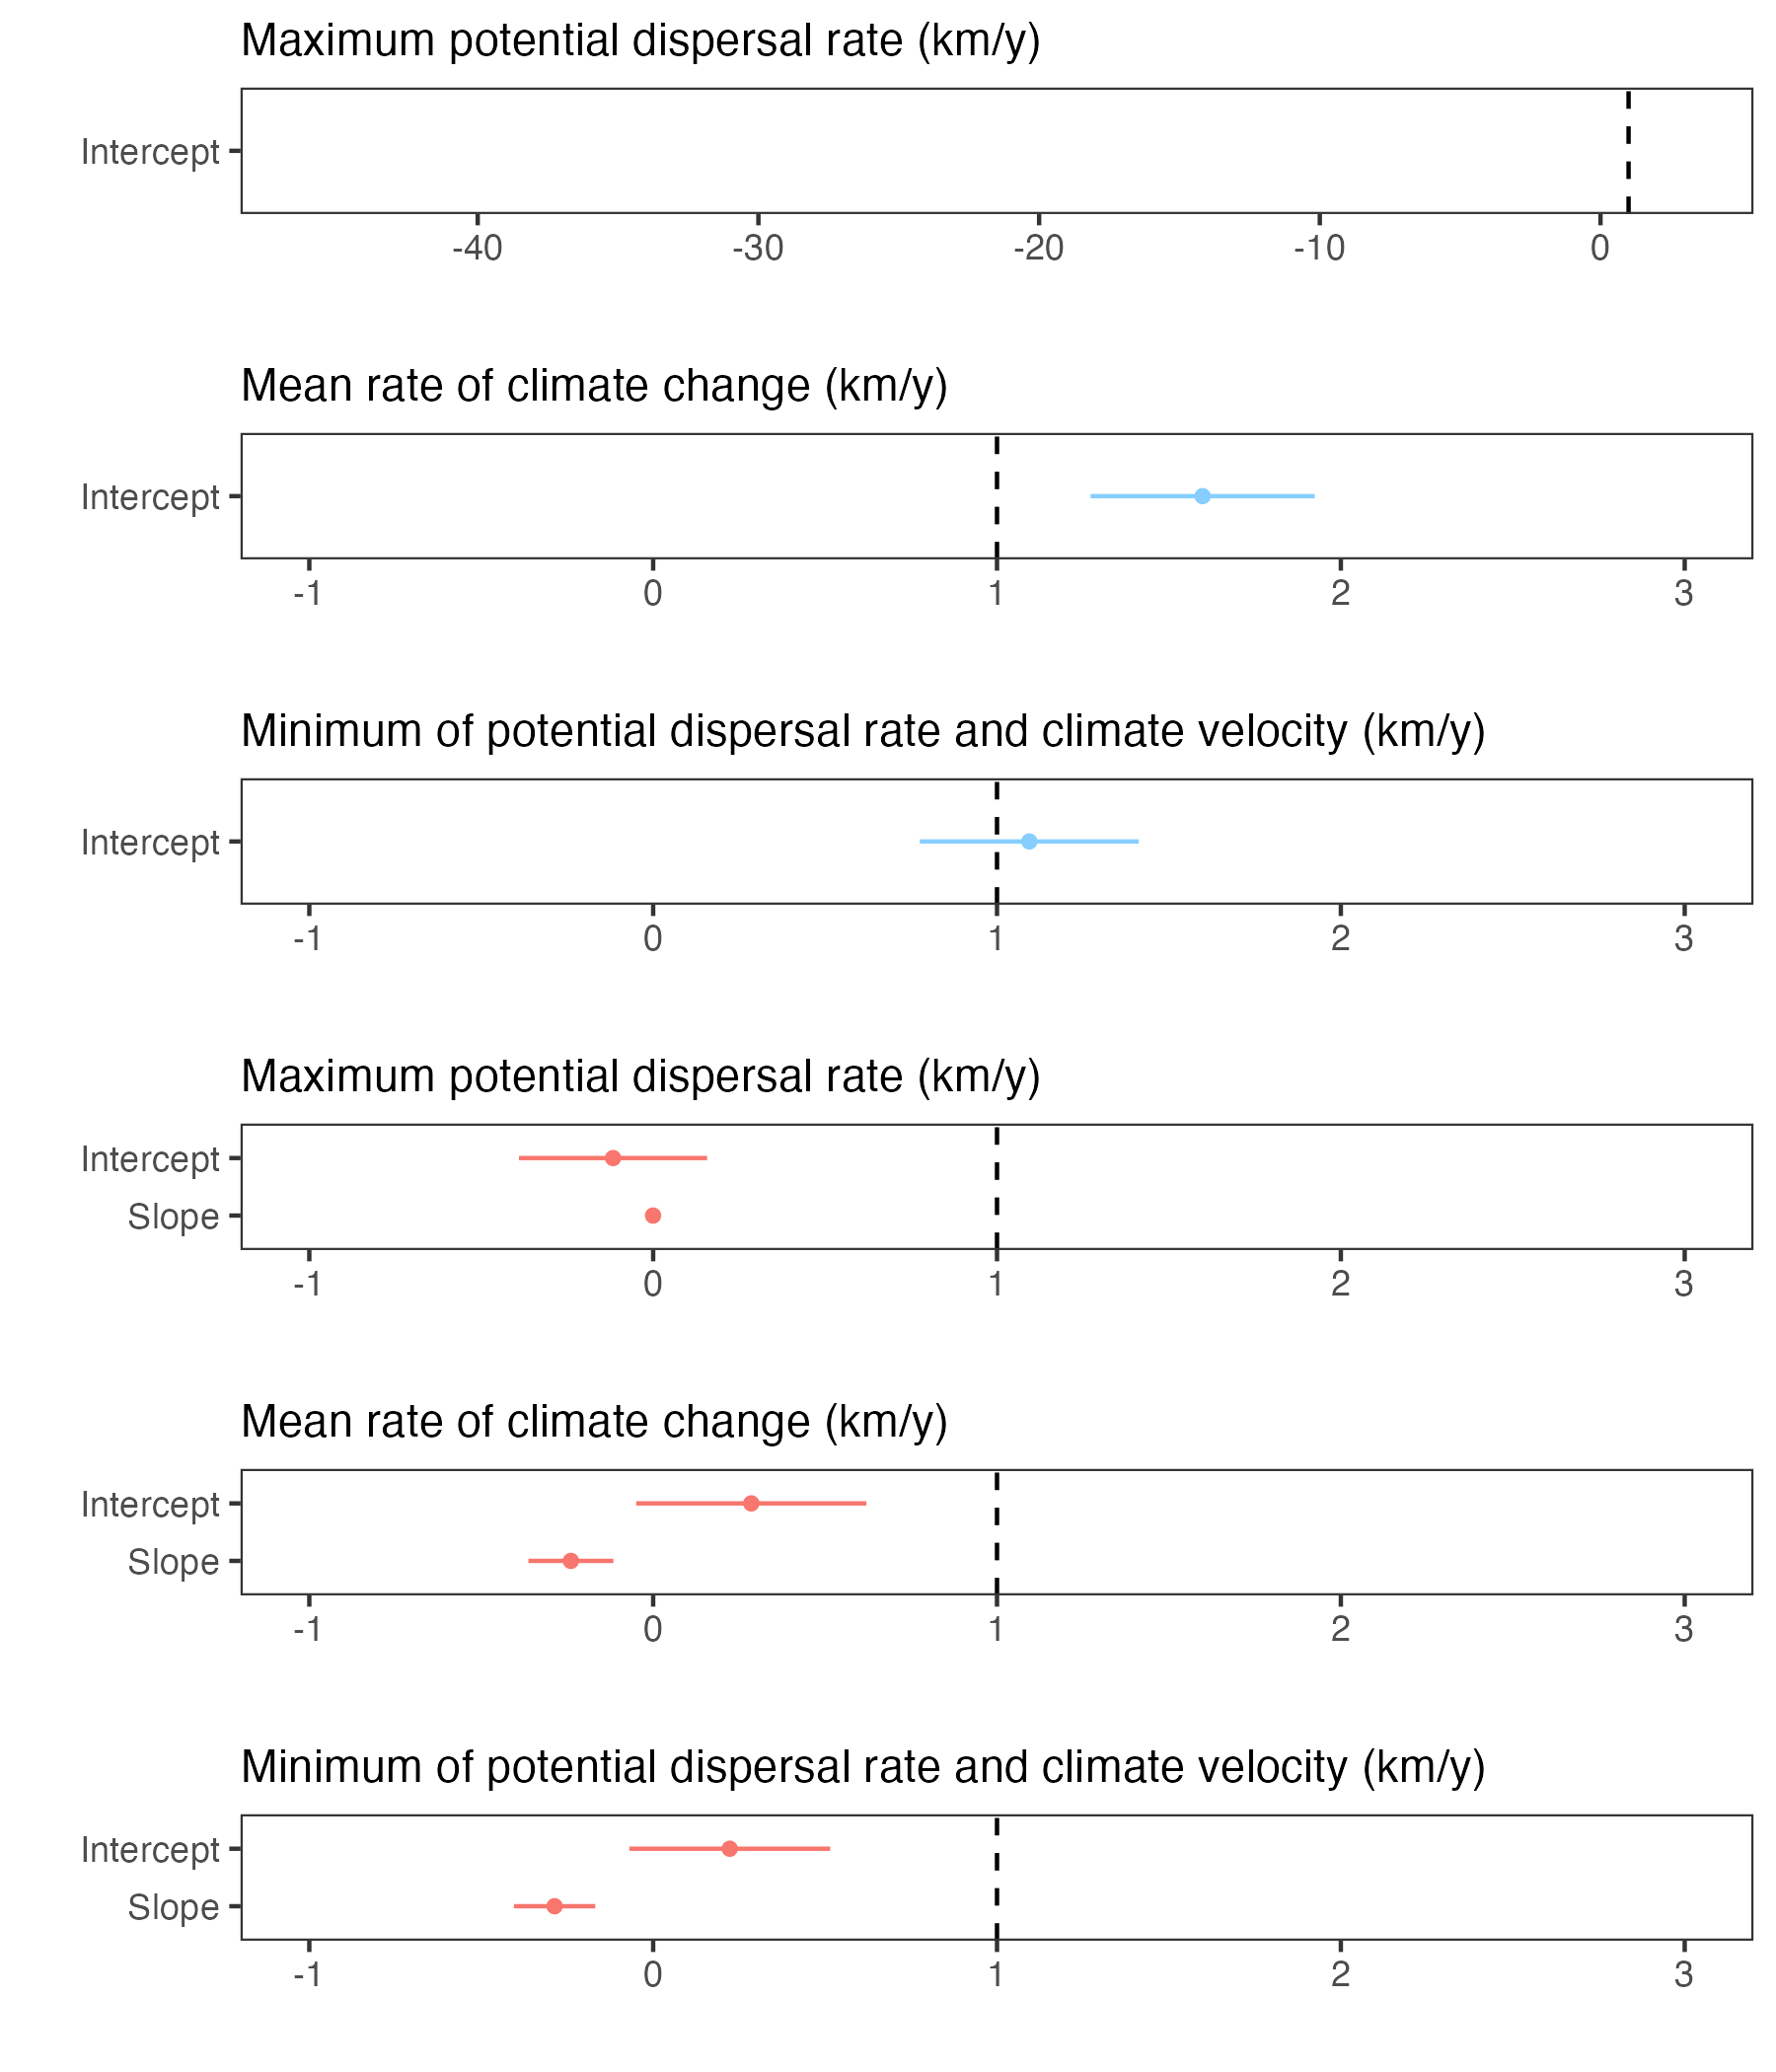 Maximum potential dispersal rate (km/y)
Intercept
-40 -30 -20 -10 0
Mean rate of climate change (km/y)
Intercept
-1 0 1 2 3
Minimum of potential dispersal rate and climate velocity (km/y)
Intercept
-1 0 1 2 3
Maximum potential dispersal rate (km/y)
Intercept
Slope
-1 0 1 2 3
Mean rate of climate change (km/y)
Intercept
Slope
-1 0 1 2 3
Minimum of potential dispersal rate and climate velocity (km/y)
Intercept
Slope
-1 0 1 2 3